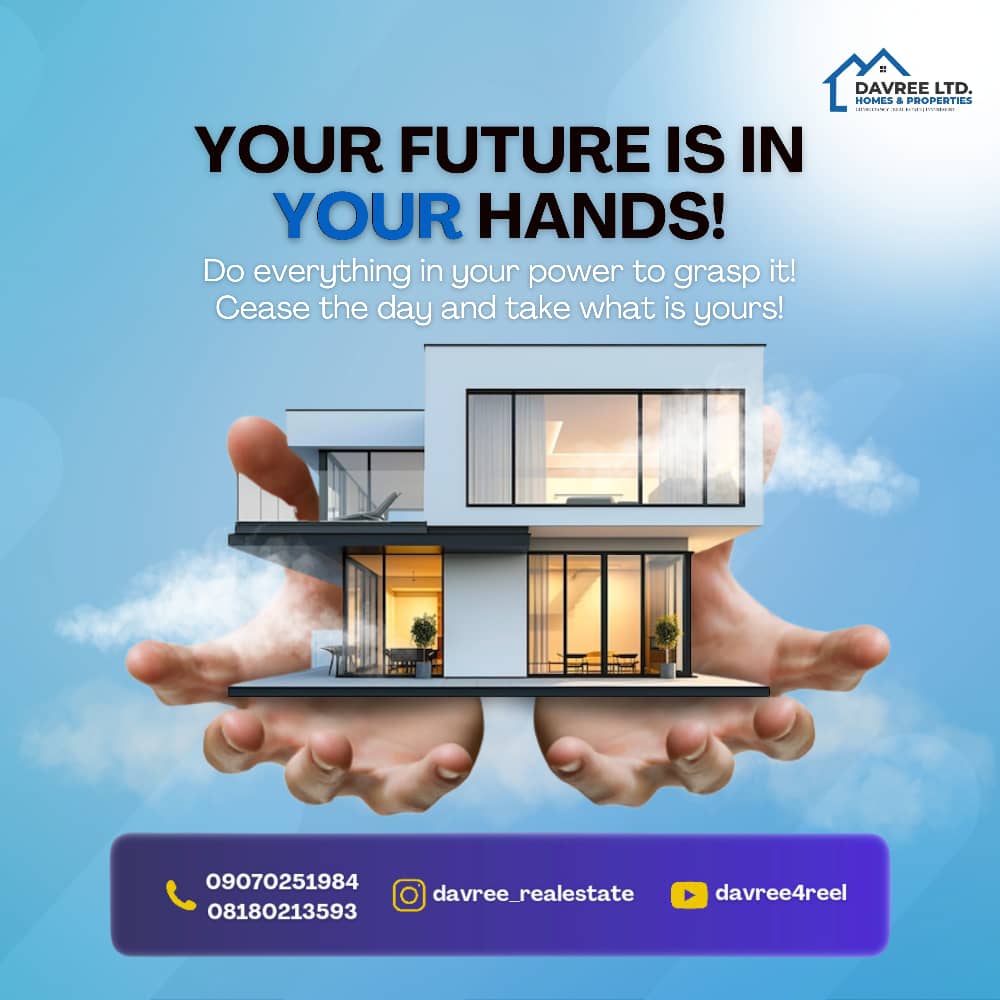 DAVREE LTD.
HOMES & PROPERTIES
YOUR FUTURE IS IN
YOUR HANDS!
Do everything in your power to grasp it!
Cease the day and take what is yours!
09070251984
08180213593
davree_realestate
davree4reel